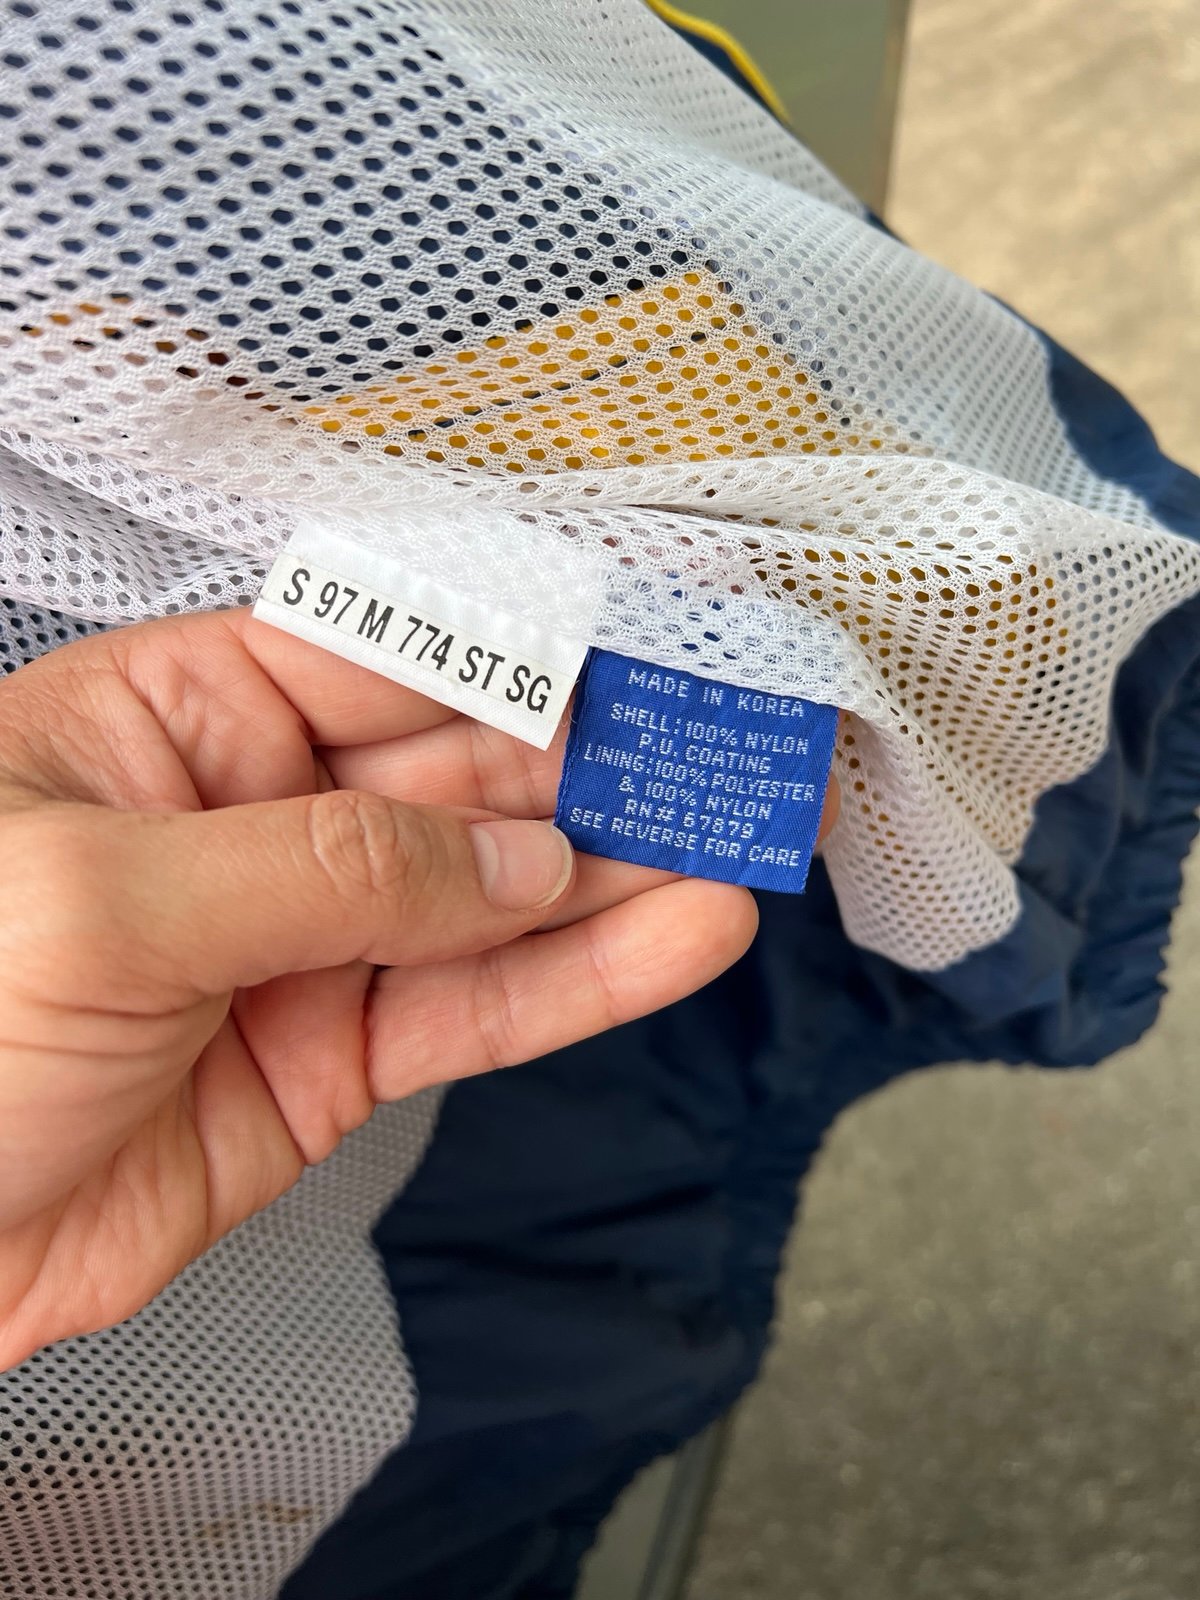 S 97 M 774 ST SG
MADE IN KOREA
SHELL:100% NYLON
P.U. COATING
LINING:100% POLYESTER
& 100% NYLON
RN# 67879
SEE REVERSE FOR CARE